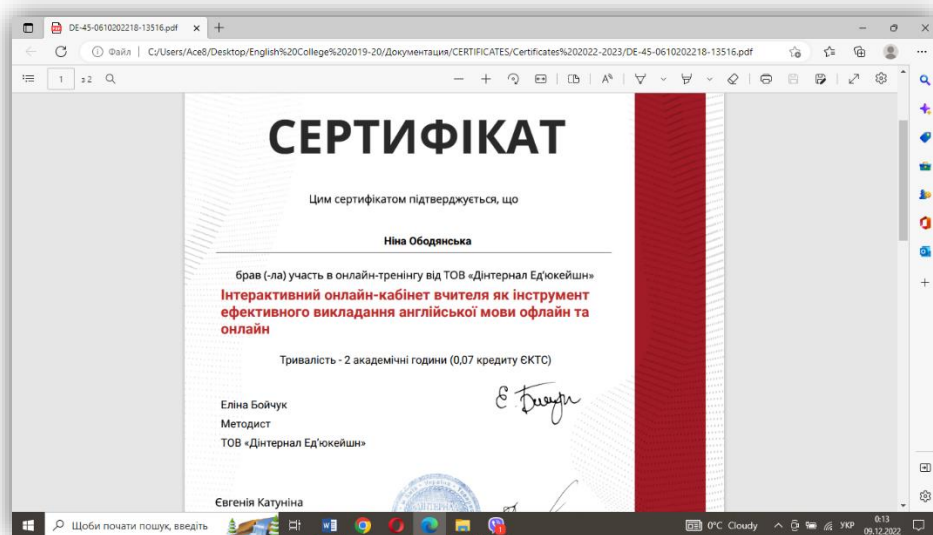 DE-45-0610202218-13516.pdf
Файл | C:/Users/Ace8/Desktop/English%20College%202019-20/Документация/CERTIFICATES/Certificates%202022-2023/DE-45-0610202218-13516.pdf
1 з 2
СЕРТИФІКАТ
Цим сертифікатом підтверджується, що
Ніна Ободянська
брав (-ла) участь в онлайн-тренінгу від ТОВ «Дінтернал Ед'юкейшн»
Інтерактивний онлайн-кабінет вчителя як інструмент
ефективного викладання англійської мови офлайн та
онлайн
Тривалість - 2 академічні години (0,07 кредиту ЄКТС)
Еліна Бойчук
Методист
ТОВ «Дінтернал Ед'юкейшн»
Євгенія Катуніна
Щоби почати пошук, введіть
0°C Cloudy
УКР
0:13
09.12.2022